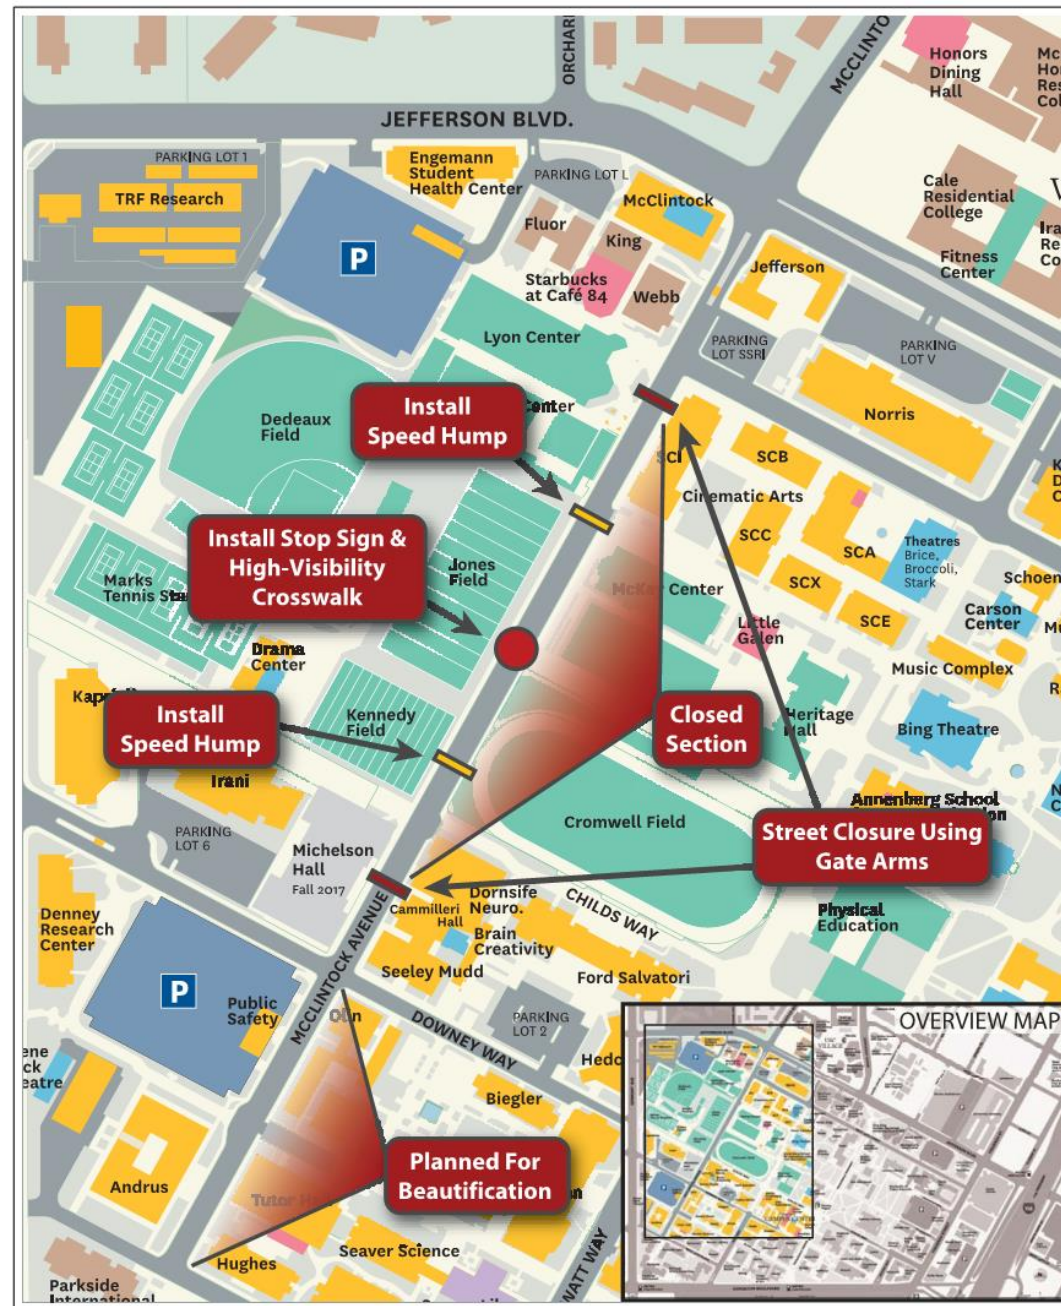 ORCHAR
MCCLINTO
Honors
Dining
Hall
JEFFERSON BLVD.
PARKING LOT 1
TRF Research
Engemann
Student
Health Center
PARKING LOT L
McClintock
Fluor
King
Starbucks
at Café 84
Webb
Jefferson
Cale
Residential
College
Fitness
Center
P
Lyon Center
PARKING
LOT SSRI
PARKING
LOT V
Norris
Dedeaux
Field
Install
Speed Hump
SCI
SCB
Cinematic Arts
SCC
SCA
Theatres
Brice,
Broccoli,
Stark
SCX
SCE
Install Stop Sign &
High-Visibility
Crosswalk
Jones
Field
McKay Center
Little
Galen
Carson
Center
Music Complex
Marks
Tennis Sta
Drama
Center
Install
Speed Hump
Kennedy
Field
Closed
Section
Heritage
Hall
Bing Theatre
Irani
Annenberg School
Cromwell Field
Street Closure Using
Gate Arms
PARKING
LOT 6
Michelson
Hall
Fall 2017
Dornsife
Neuro.
Cammilleri
Hall
Brain
Creativity
CHILDS WAY
Physical
Education
Denney
Research
Center
Seeley Mudd
Ford Salvatori
MCCLINTOCK AVENUE
P
Public
Safety
DOWNEY WAY
PARKING
LOT 2
OVERVIEW MAP
Biegler
Planned For
Beautification
Andrus
Hughes
Seaver Science
WATT WAY
Parkside
International